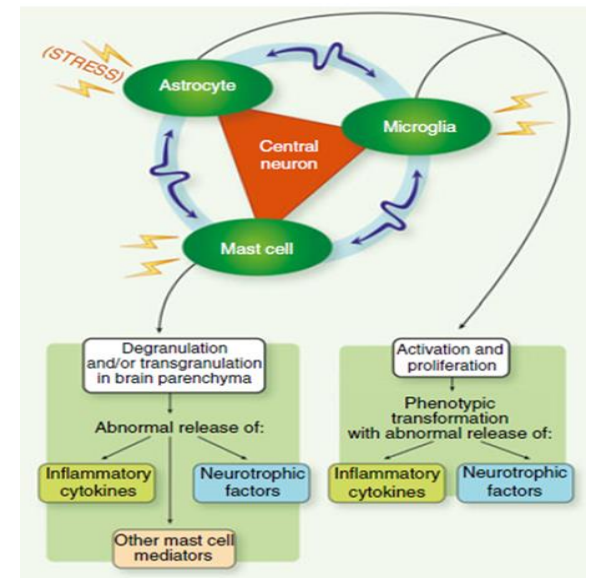 (STRESS)
Astrocyte
Microglia
Central
neuron
Mast cell
Degranulation
and/or transgranulation
in brain parenchyma
Abnormal release of:
Inflammatory
cytokines
Neurotrophic
factors
Other mast cell
mediators
Activation and
proliferation
Phenotypic
transformation
with abnormal release of:
Inflammatory
cytokines
Neurotrophic
factors